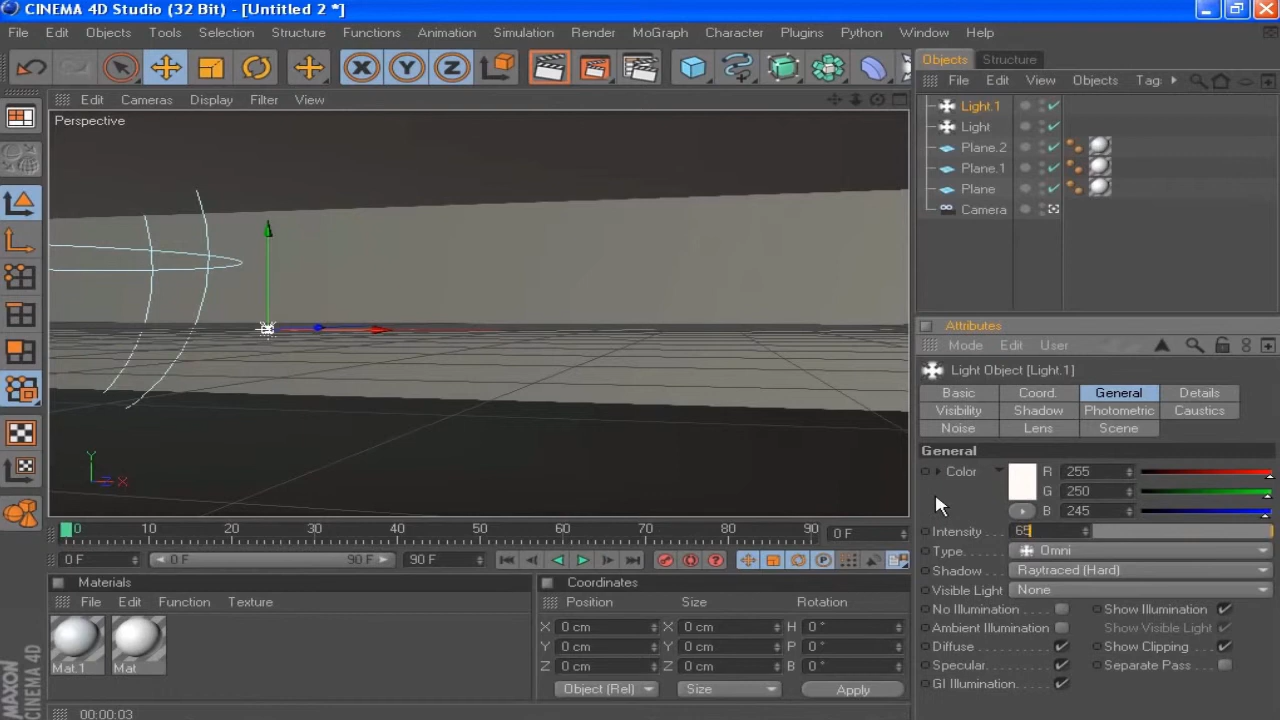 CINEMA 4D Studio (32 Bit) - [Untitled 2 *]
File Edit Objects Tools Selection Structure Functions Animation Simulation Render MoGraph Character Plugins Python Window Help
Objects Structure
File Edit View Objects Tag
Edit Cameras Display Filter View
Perspective
Light.1
Light
Plane.2
Plane.1
Plane
Camera
Attributes
Mode Edit User
Light Object [Light.1]
Basic Coord. General Details
Visibility Shadow Photometric Caustics
Noise Lens Scene
General
Color R 255
G 250
B 245
Intensity . . . 65
Type. . . . . Omni
Shadow . . . Raytraced (Hard)
Visible Light . None
No Illumination . . . . Show Illumination
Ambient Illumination Show Visible Light
Diffuse . . . . . . . . . . Show Clipping
Specular. . . . . . . . . Separate Pass
GI Illumination.
Y
Z X
0 10 20 30 40 50 60 70 80 90 0 F
0 F 0 F 90 F 90 F
Materials
File Edit Function Texture
Mat.1 Mat
Coordinates
Position Size Rotation
X 0 cm X 0 cm H 0 °
Y 0 cm Y 0 cm P 0 °
Z 0 cm Z 0 cm B 0 °
Object (Rel) Size Apply
MAXON
CINEMA 4D
00:00:03